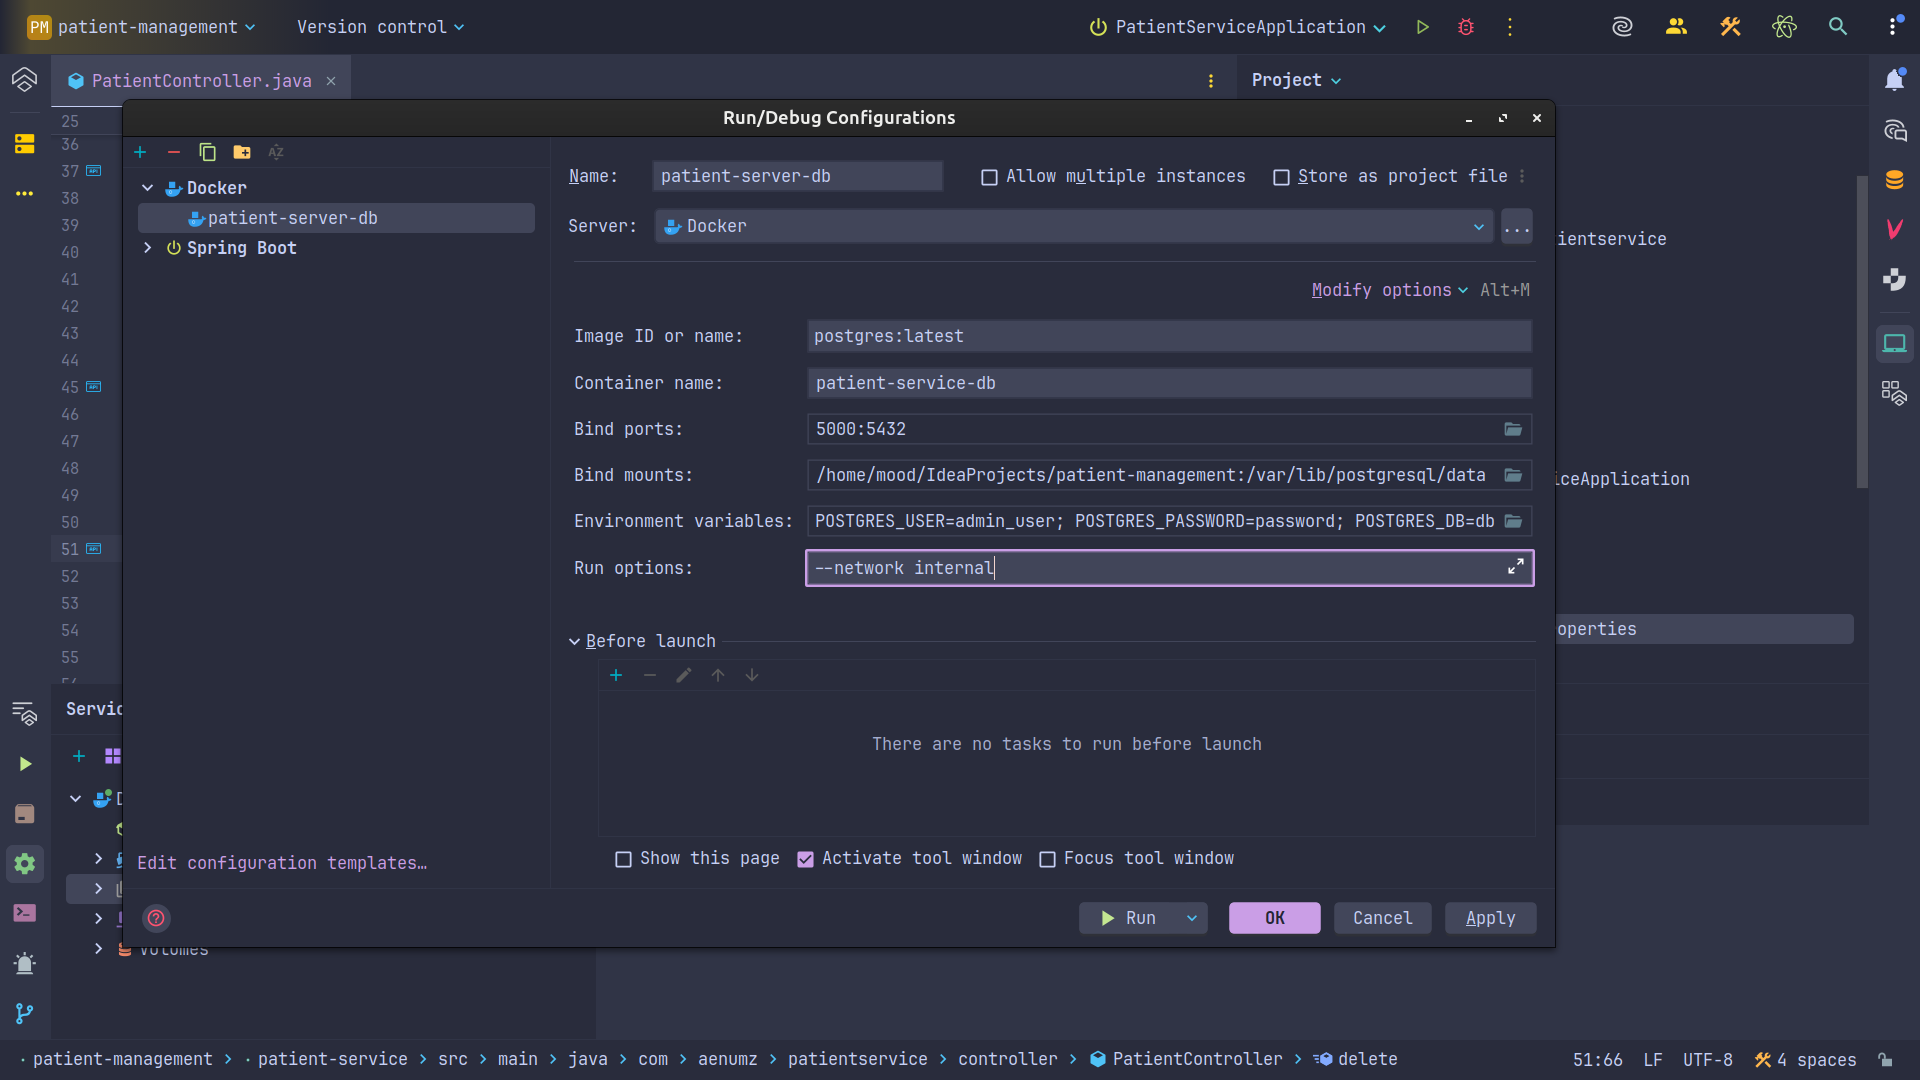 PM patient-management
Version control
PatientServiceApplication
PatientController.java
Project
25
36
37
38
39
40
41
42
43
44
45
46
47
48
49
50
51
52
53
54
55
Run/Debug Configurations
Docker
patient-server-db
Spring Boot
Edit configuration templates…
Name: patient-server-db
Allow multiple instances
Store as project file
Server: Docker
...
Modify options Alt+M
Image ID or name: postgres:latest
Container name: patient-service-db
Bind ports: 5000:5432
Bind mounts: /home/mood/IdeaProjects/patient-management:/var/lib/postgresql/data
Environment variables: POSTGRES_USER=admin_user; POSTGRES_PASSWORD=password; POSTGRES_DB=db
Run options: --network internal
Before launch
There are no tasks to run before launch
Show this page
Activate tool window
Focus tool window
Run
OK
Cancel
Apply
ientservice
iceApplication
operties
Servic
Volumes
patient-management > patient-service > src > main > java > com > aenumz > patientservice > controller > PatientController > delete
51:66 LF UTF-8 4 spaces